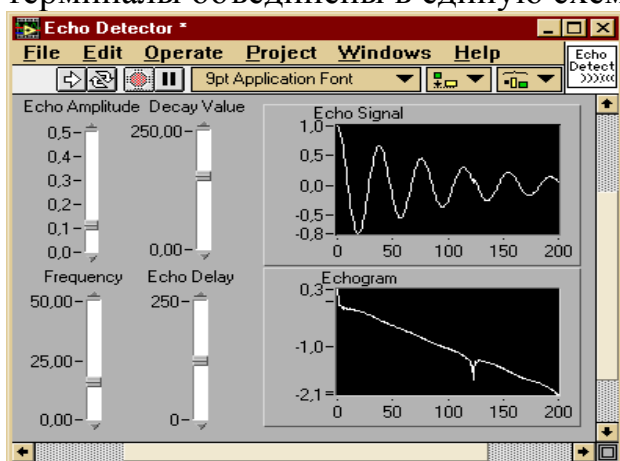 терминалы объединены в единую схем
Echo Detector *
File Edit Operate Project Windows Help
Echo
Detect
9pt Application Font
Echo Amplitude Decay Value
0,5
0,4
0,3
0,2
0,1
0,0
250,00
0,00
Echo Signal
1,0
0,5
0,0
-0,5
-0,8
0 50 100 150 200
Frequency Echo Delay
50,00
25,00
0,00
250
0
Echogram
0,3
-1,0
-2,1
0 50 100 150 200